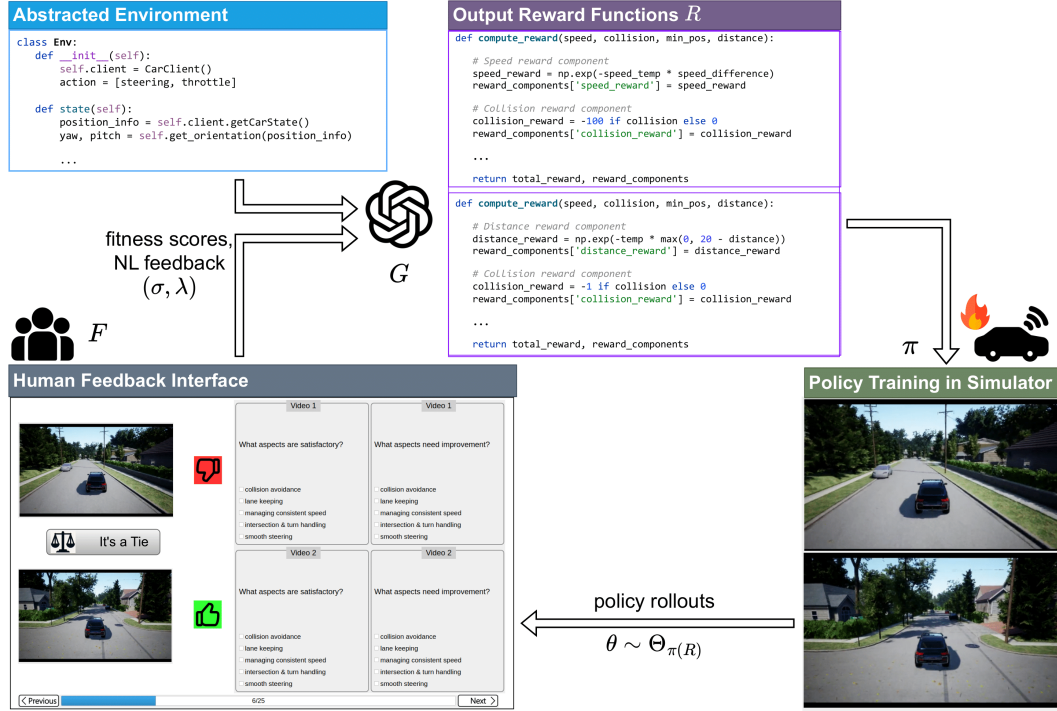 Abstracted Environment
class Env:
def __init__(self):
self.client = CarClient()
action = [steering, throttle]
def state(self):
position_info = self.client.getCarState()
yaw, pitch = self.get_orientation(position_info)
...
Output Reward Functions R
def compute_reward(speed, collision, min_pos, distance):
# Speed reward component
speed_reward = np.exp(-speed_temp * speed_difference)
reward_components['speed_reward'] = speed_reward
# Collision reward component
collision_reward = -100 if collision else 0
reward_components['collision_reward'] = collision_reward
...
return total_reward, reward_components
def compute_reward(speed, collision, min_pos, distance):
# Distance reward component
distance_reward = np.exp(-temp * max(0, 20 - distance))
reward_components['distance_reward'] = distance_reward
# Collision reward component
collision_reward = -1 if collision else 0
reward_components['collision_reward'] = collision_reward
...
return total_reward, reward_components
fitness scores,
NL feedback
(σ, λ)
G
F
π
Human Feedback Interface
It's a Tie
Video 1
What aspects are satisfactory?
collision avoidance
lane keeping
managing consistent speed
intersection & turn handling
smooth steering
Video 1
What aspects need improvement?
collision avoidance
lane keeping
managing consistent speed
intersection & turn handling
smooth steering
Video 2
What aspects are satisfactory?
collision avoidance
lane keeping
managing consistent speed
intersection & turn handling
smooth steering
Video 2
What aspects need improvement?
collision avoidance
lane keeping
managing consistent speed
intersection & turn handling
smooth steering
Previous
6/25
Next
policy rollouts
θ ∼ Θπ(R)
Policy Training in Simulator